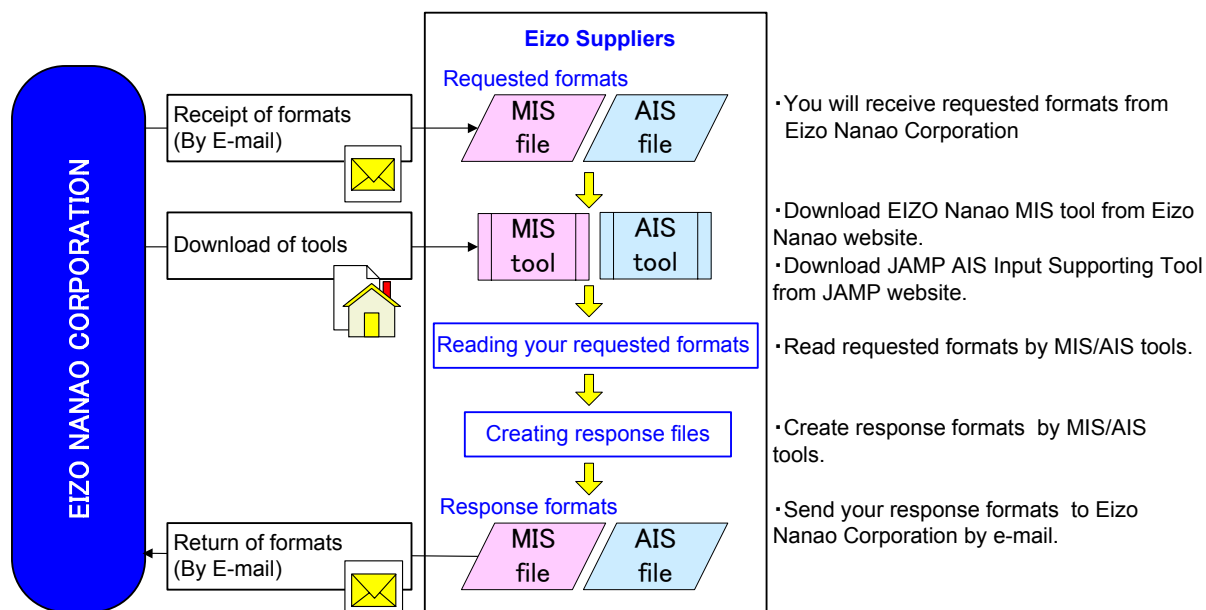 EIZO NANAO CORPORATION
Eizo Suppliers
Requested formats
Receipt of formats
(By E-mail)
MIS
file
AIS
file
・You will receive requested formats from
Eizo Nanao Corporation
Download of tools
MIS
tool
AIS
tool
・Download EIZO Nanao MIS tool from Eizo
Nanao website.
・Download JAMP AIS Input Supporting Tool
from JAMP website.
Reading your requested formats
・Read requested formats by MIS/AIS tools.
Creating response files
・Create response formats by MIS/AIS
tools.
Response formats
Return of formats
(By E-mail)
MIS
file
AIS
file
・Send your response formats to Eizo
Nanao Corporation by e-mail.